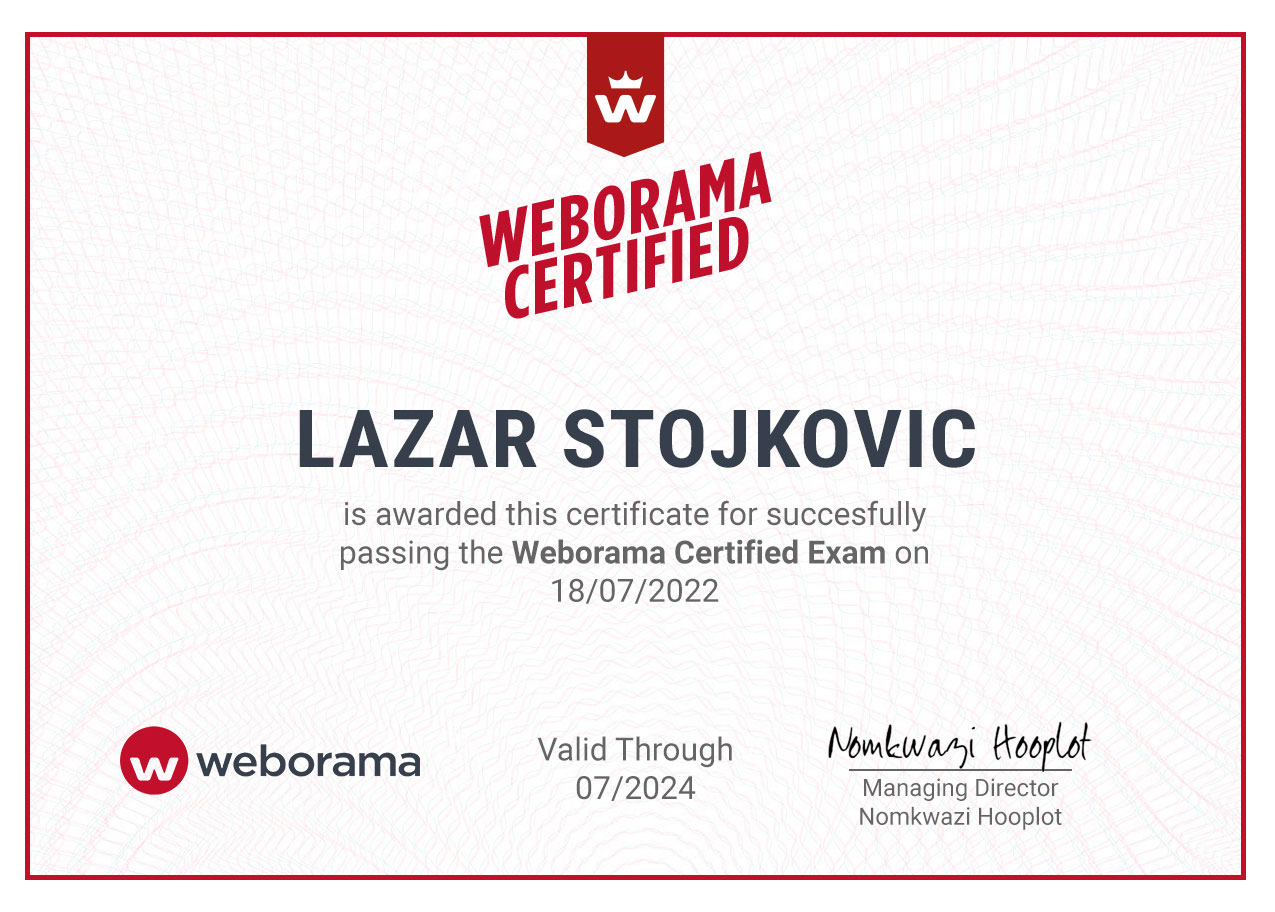 W
WEBORAMA
CERTIFIED
LAZAR STOJKOVIC
is awarded this certificate for succesfully
passing the Weborama Certified Exam on
18/07/2022
w weborama
Valid Through
07/2024
Nomkwazi Hooplot
Managing Director
Nomkwazi Hooplot